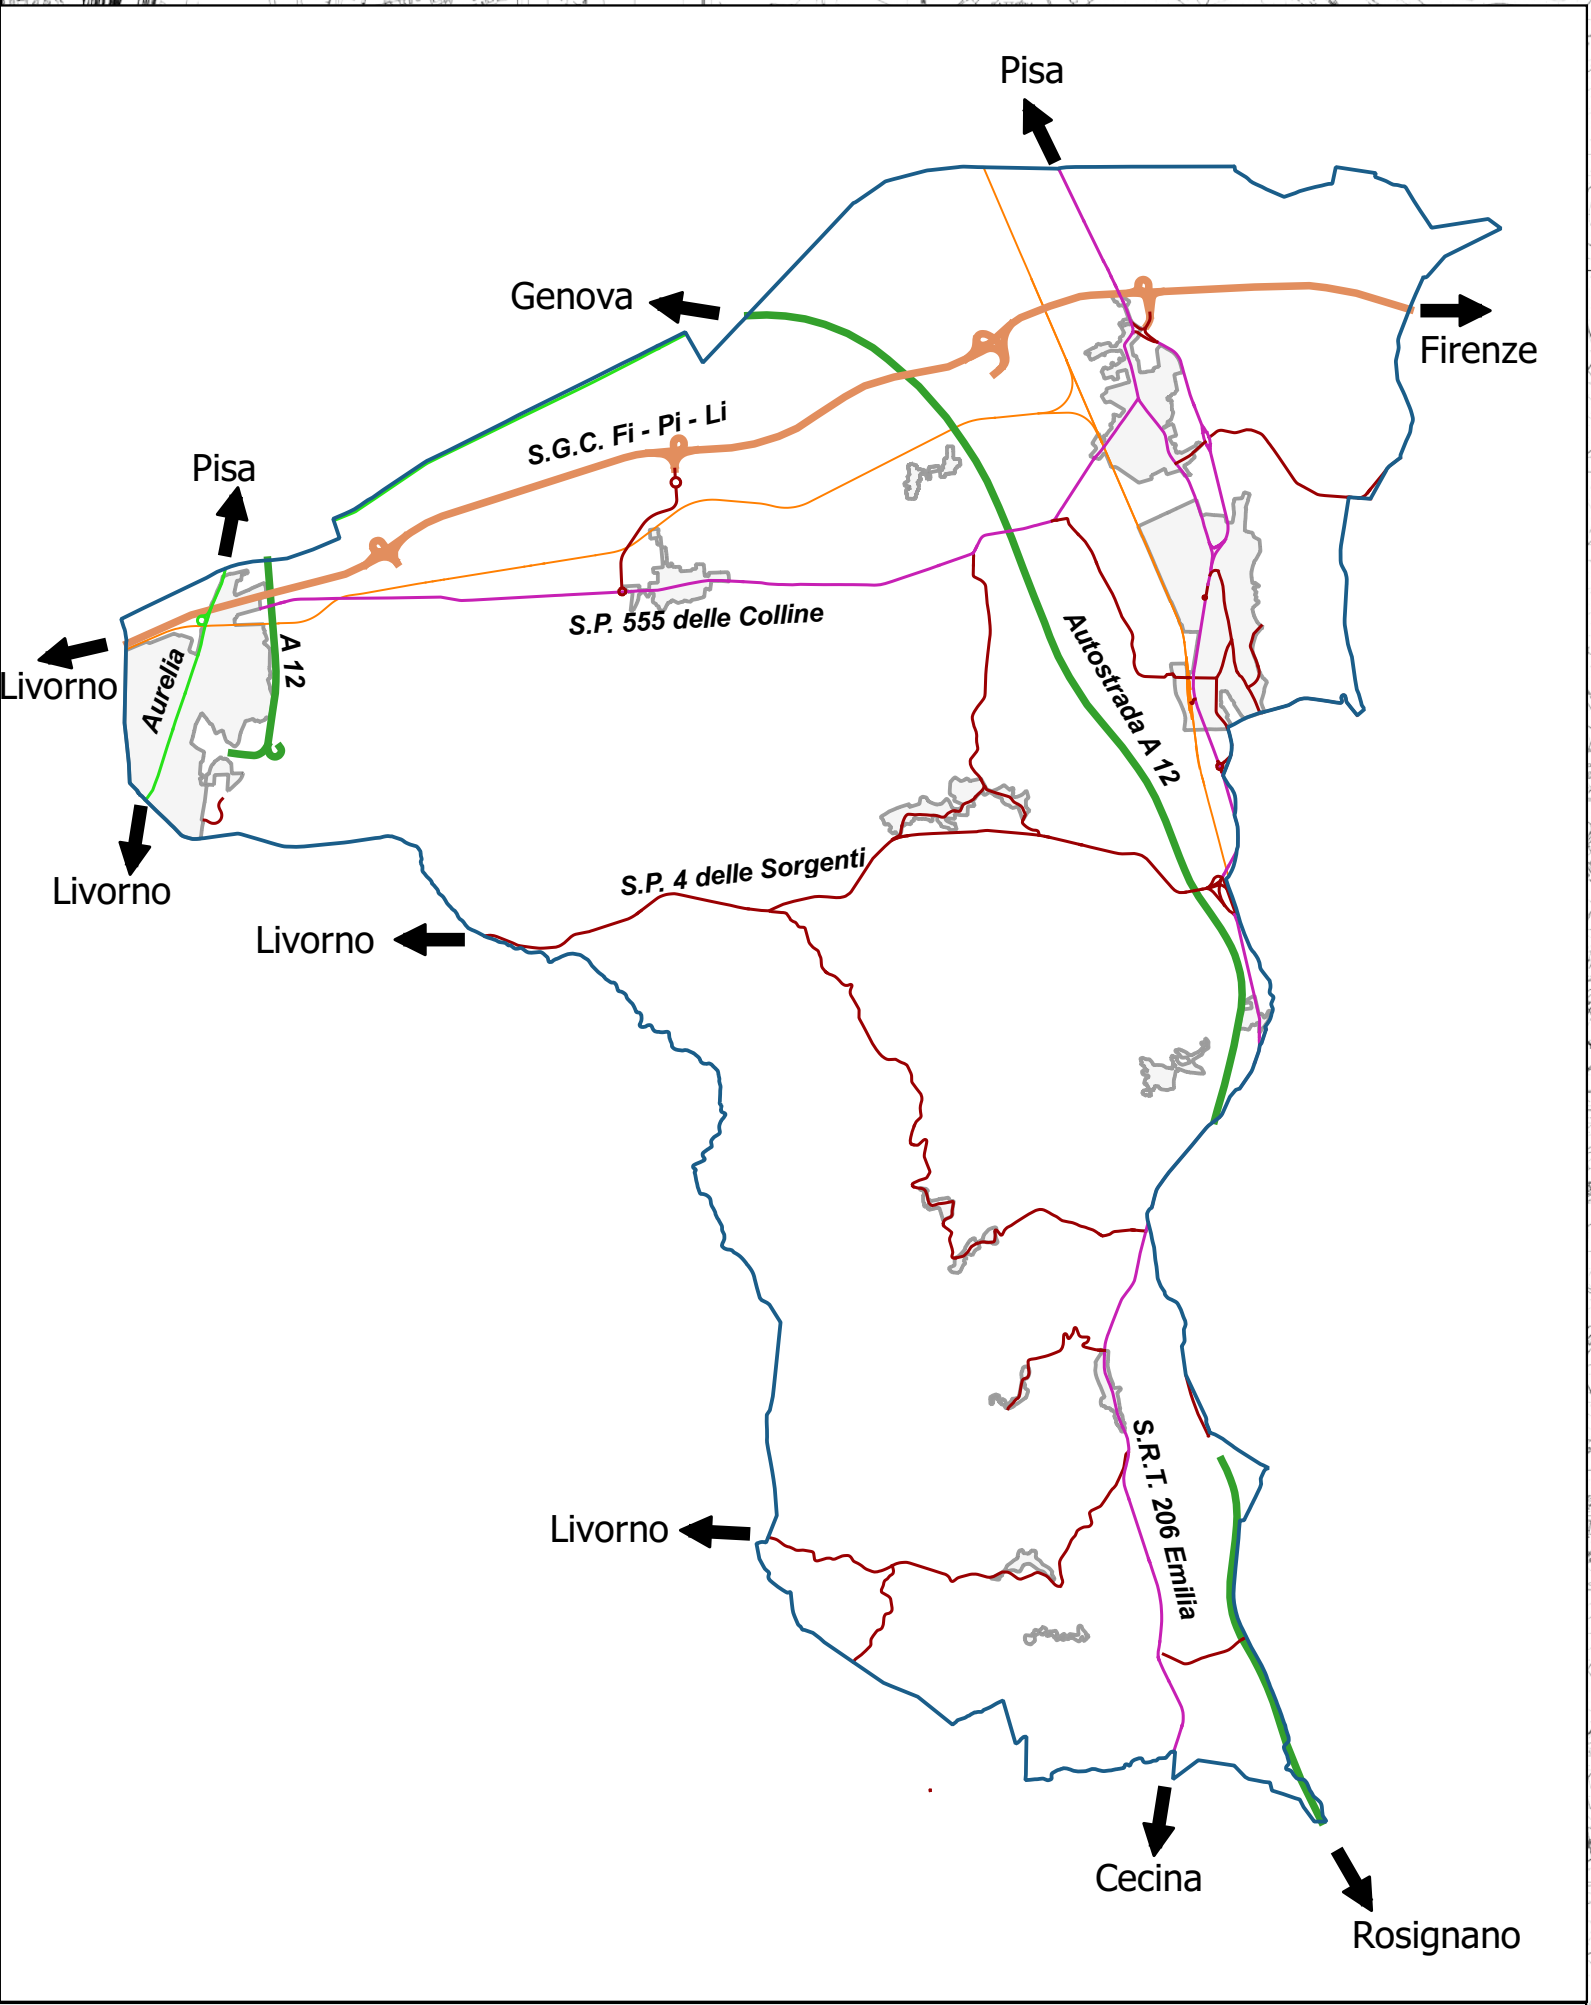 Pisa
Genova
Firenze
S.G.C. Fi - Pi - Li
Pisa
S.P. 555 delle Colline
Livorno
Aurelia
A 12
Autostrada A 12
S.P. 4 delle Sorgenti
Livorno
Livorno
S.R.T. 206 Emilia
Livorno
Cecina
Rosignano